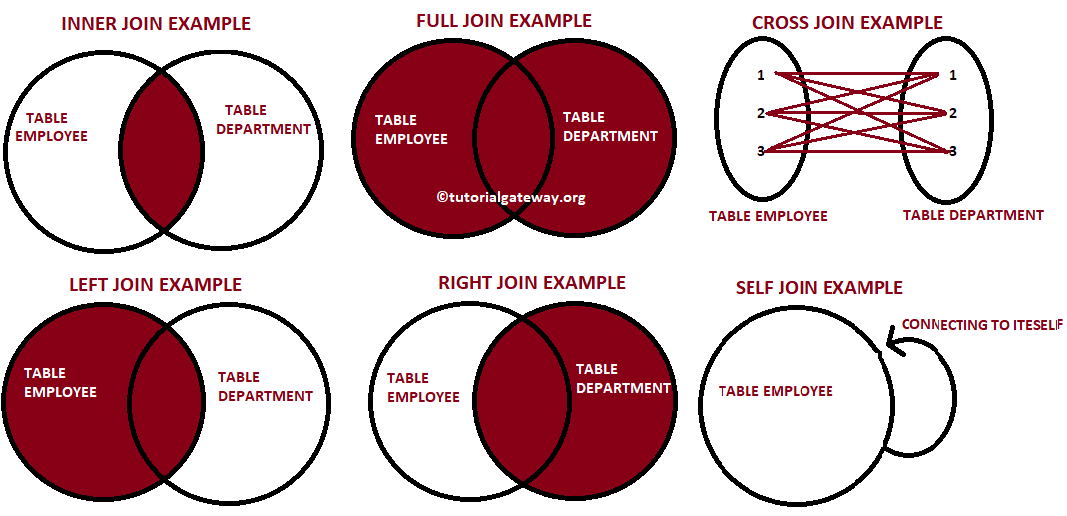 INNER JOIN EXAMPLE
TABLE
EMPLOYEE
TABLE
DEPARTMENT
FULL JOIN EXAMPLE
TABLE
EMPLOYEE
TABLE
DEPARTMENT
©tutorialgateway.org
CROSS JOIN EXAMPLE
1 1
2 2
3 3
TABLE EMPLOYEE
TABLE DEPARTMENT
LEFT JOIN EXAMPLE
TABLE
EMPLOYEE
TABLE
DEPARTMENT
RIGHT JOIN EXAMPLE
TABLE
EMPLOYEE
TABLE
DEPARTMENT
SELF JOIN EXAMPLE
CONNECTING TO ITESELF
TABLE EMPLOYEE